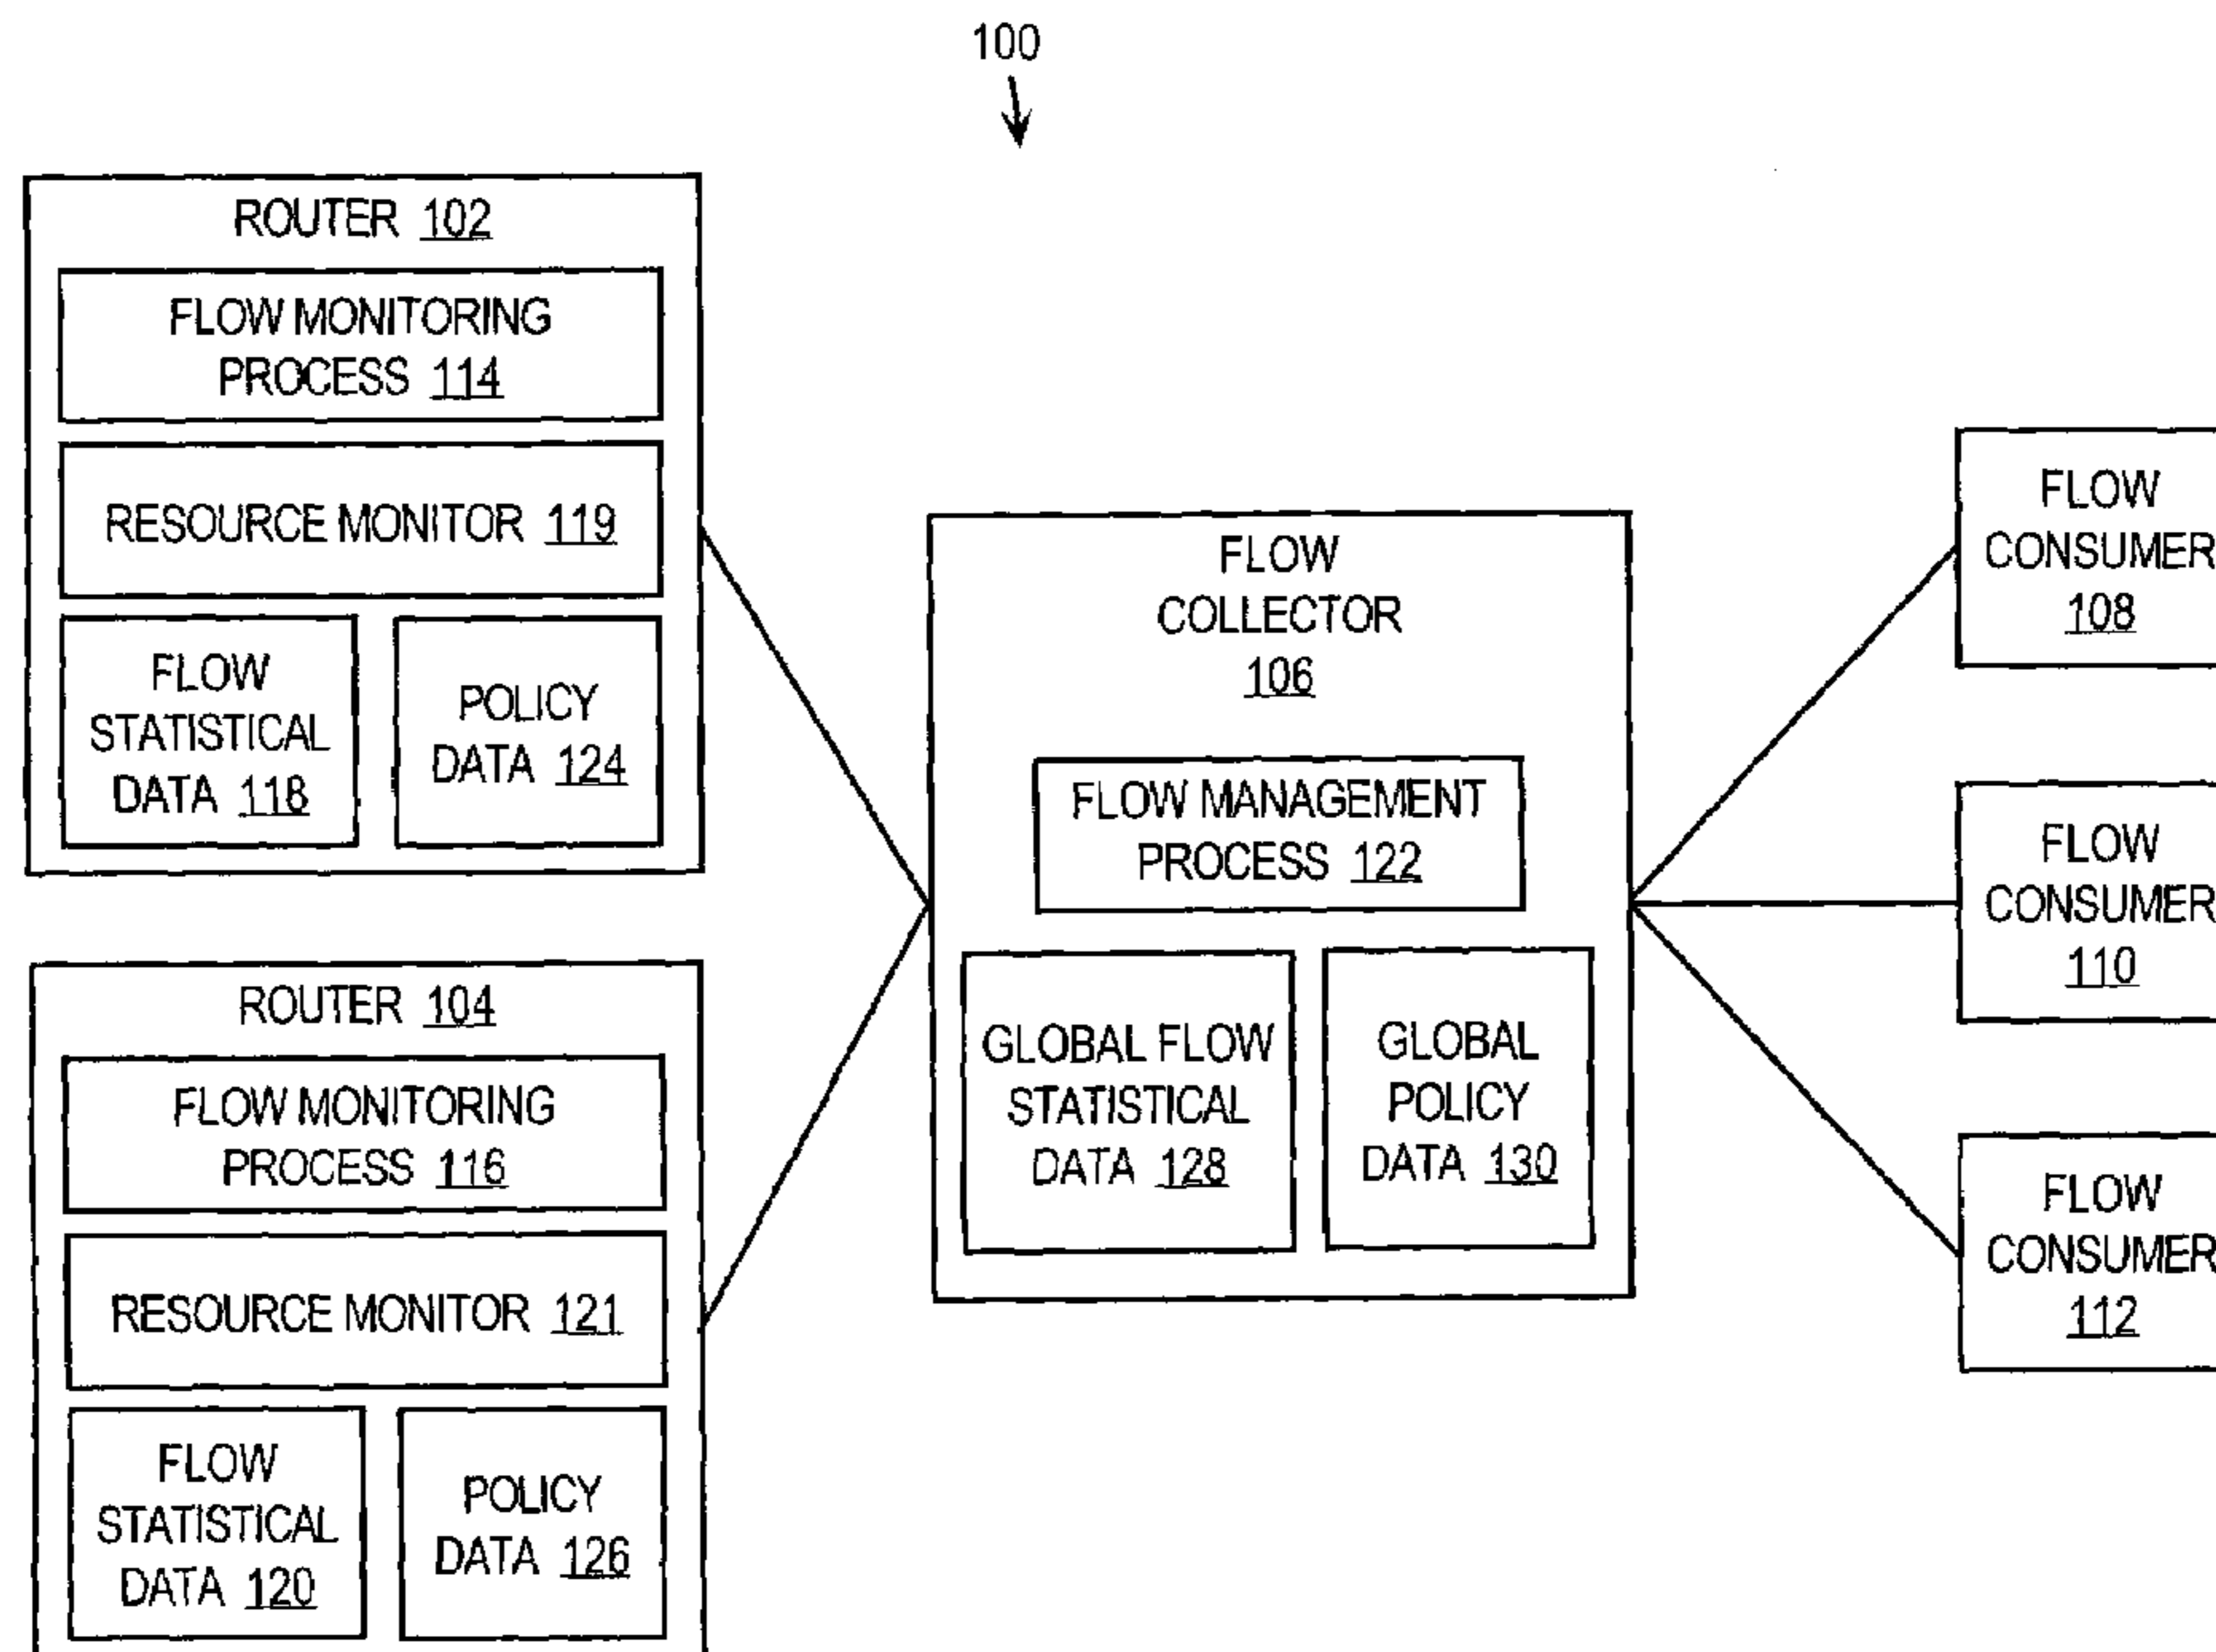 100
ROUTER 102
FLOW MONITORING
PROCESS 114
RESOURCE MONITOR 119
FLOW
STATISTICAL
DATA 118
POLICY
DATA 124
ROUTER 104
FLOW MONITORING
PROCESS 116
RESOURCE MONITOR 121
FLOW
STATISTICAL
DATA 120
POLICY
DATA 126
FLOW
COLLECTOR
106
FLOW MANAGEMENT
PROCESS 122
GLOBAL FLOW
STATISTICAL
DATA 128
GLOBAL
POLICY
DATA 130
FLOW
CONSUMER
108
FLOW
CONSUMER
110
FLOW
CONSUMER
112